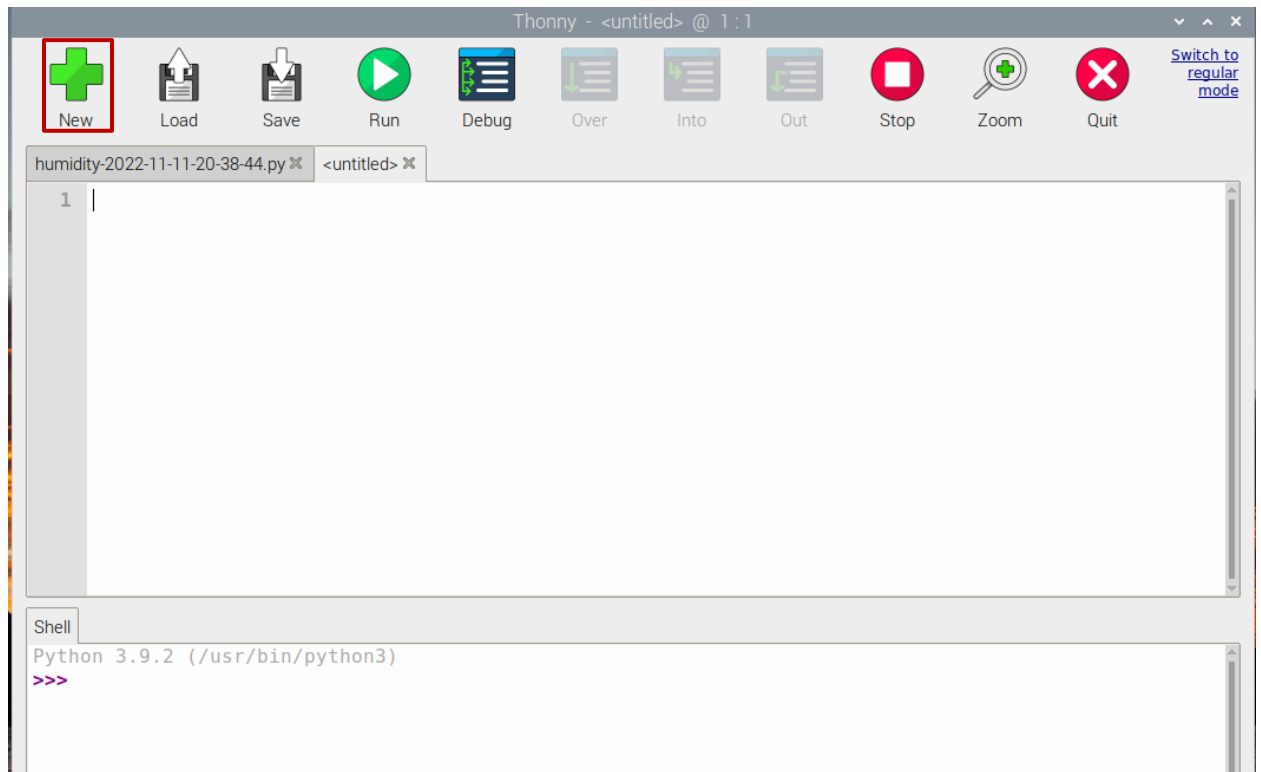 Thonny - <untitled> @ 1:1
New Load Save Run Debug Over Into Out Stop Zoom Quit
Switch to
regular
mode
humidity-2022-11-11-20-38-44.py <untitled>
1
Shell
Python 3.9.2 (/usr/bin/python3)
>>>